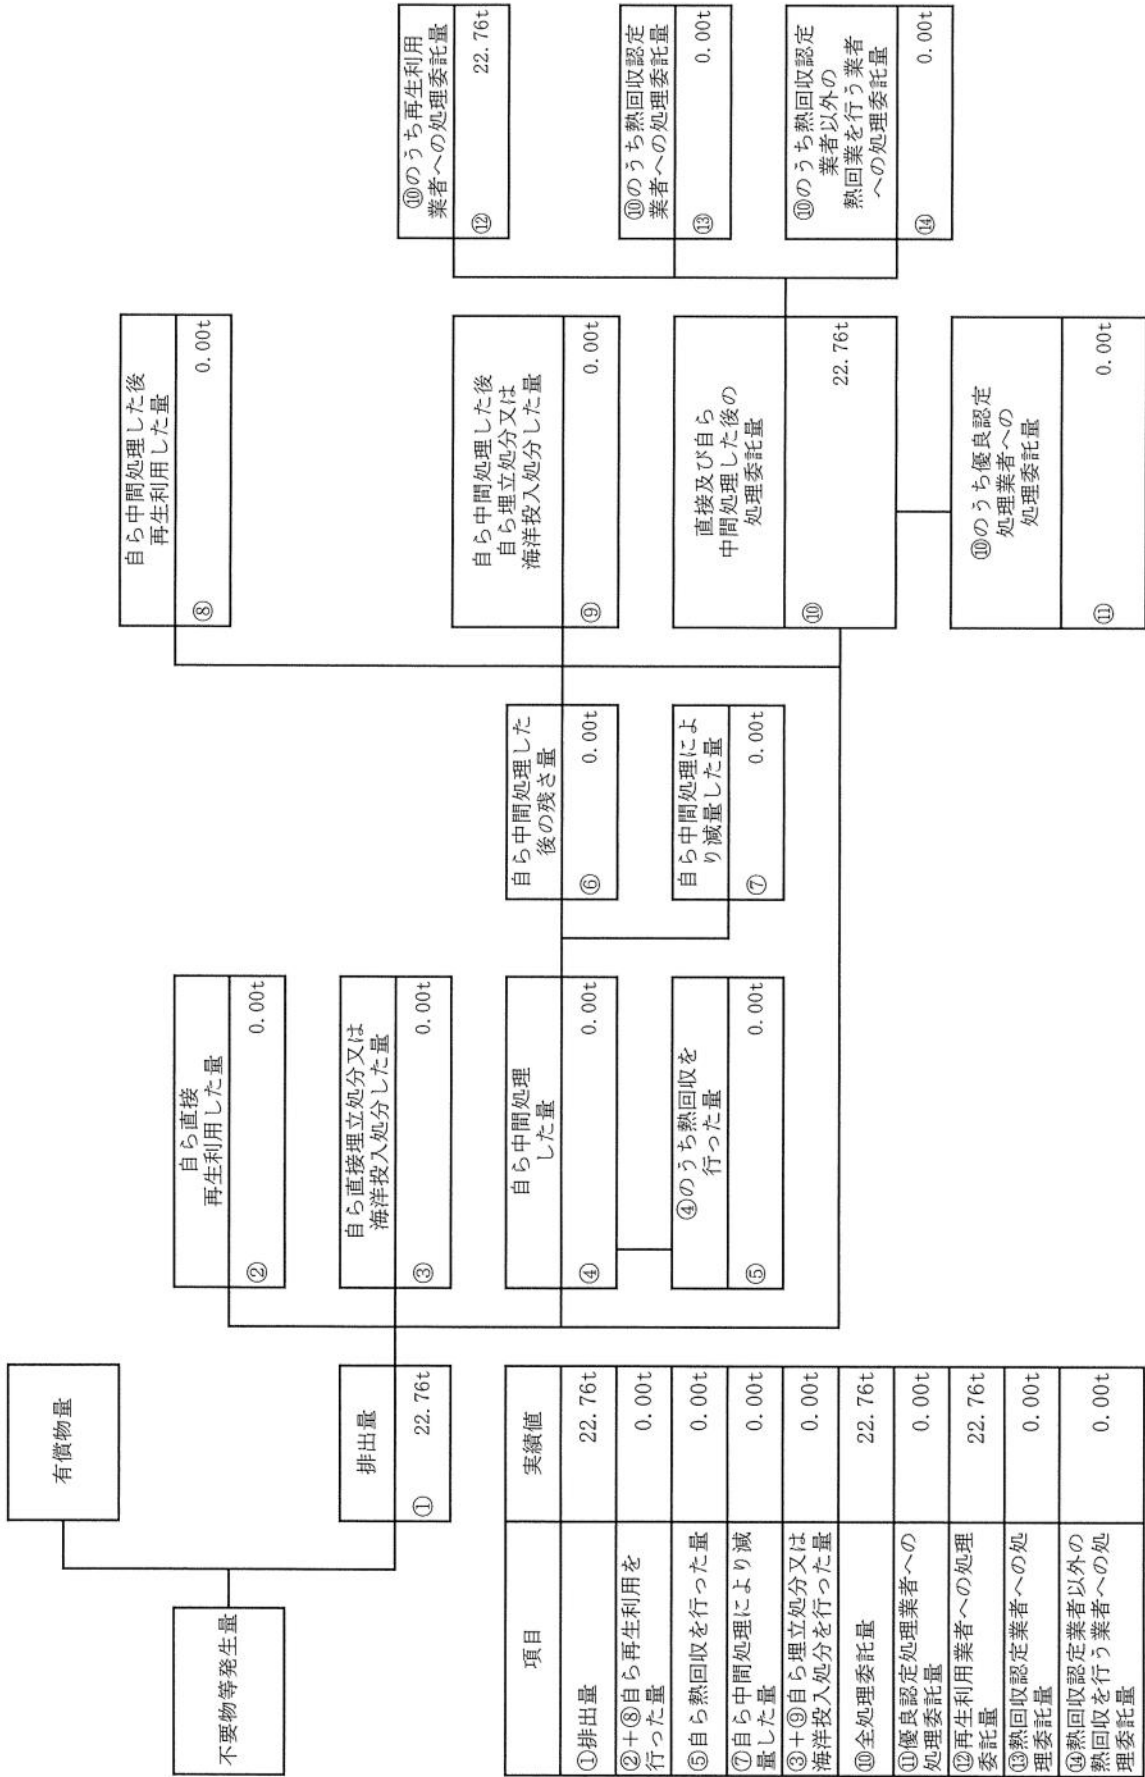 不要物等発生量
有償物量
排出量
① 22.76t
自ら直接
再生利用した量
② 0.00t
自ら直接埋立処分又は
海洋投入処分した量
③ 0.00t
自ら中間処理
した量
④ 0.00t
④のうち熱回収を
行った量
⑤ 0.00t
自ら中間処理した
後の残さ量
⑥ 0.00t
自ら中間処理によ
り減量した量
⑦ 0.00t
自ら中間処理した後
再生利用した量
⑧ 0.00t
自ら中間処理した後
自ら埋立処分又は
海洋投入処分した量
⑨ 0.00t
直接及び自ら
中間処理した後の
処理委託量
⑩ 22.76t
⑩のうち優良認定
処理業者への
処理委託量
⑪ 0.00t
⑩のうち再生利用
業者への処理委託量
⑫ 22.76t
⑩のうち熱回収認定
業者への処理委託量
⑬ 0.00t
⑩のうち熱回収認定
業者以外の
熱回業を行う業者
への処理委託量
⑭ 0.00t
項目 実績値
①排出量 22.76t
②+⑧自ら再生利用を
行った量 0.00t
⑤自ら熱回収を行った量 0.00t
⑦自ら中間処理により減
量した量 0.00t
③+⑨自ら埋立処分又は
海洋投入処分を行った量 0.00t
⑩全処理委託量 22.76t
⑪優良認定処理業者への
処理委託量 0.00t
⑫再生利用業者への処理
委託量 22.76t
⑬熱回収認定業者への処
理委託量 0.00t
⑭熱回収認定業者以外の
熱回収を行う業者への処
理委託量 0.00t